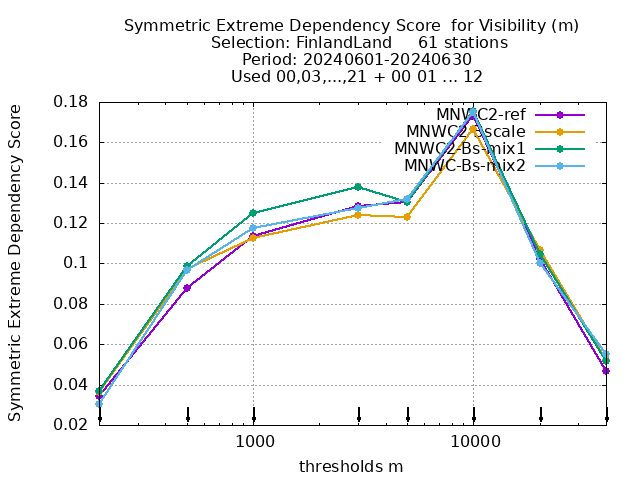 Symmetric Extreme Dependency Score for Visibility (m)
Selection: FinlandLand 61 stations
Period: 20240601-20240630
Used 00,03,...,21 + 00 01 ... 12
Symmetric Extreme Dependency Score
0.18
0.16
0.14
0.12
0.1
0.08
0.06
0.04
0.02
MNWC2-ref
MNWC2-Bs-mix1
MNWC-Bs-mix2
1000
10000
thresholds m